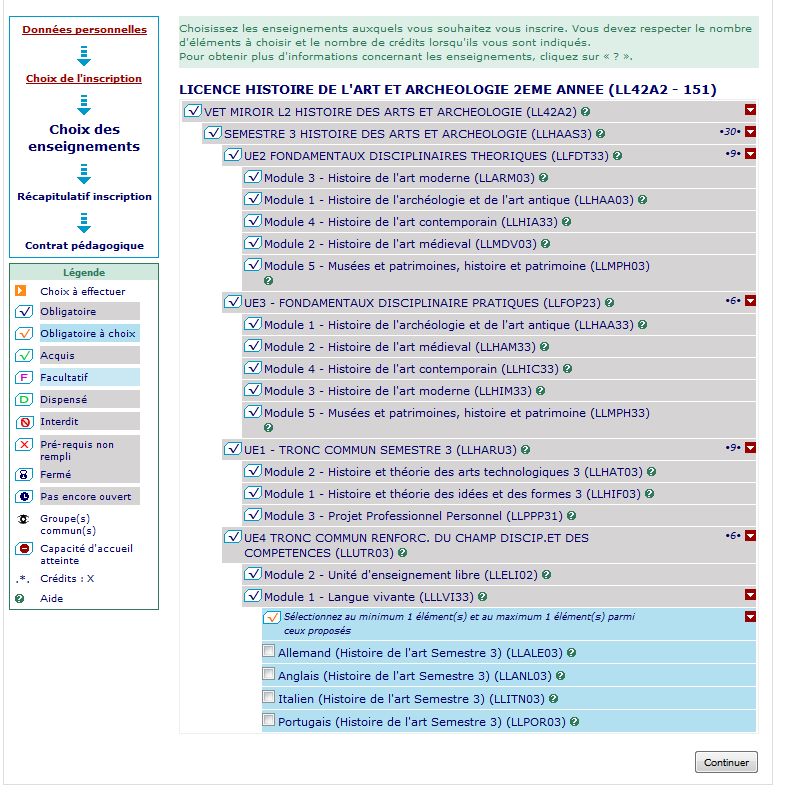 Données personnelles
Choix de l'inscription
Choix des
enseignements
Récapitulatif inscription
Contrat pédagogique
Légende
Choix à effectuer
Obligatoire
Obligatoire à choix
Acquis
F Facultatif
D Dispensé
Interdit
Pré-requis non
rempli
Fermé
Pas encore ouvert
Groupe(s)
commun(s)
Capacité d'accueil
atteinte
.*. Crédits : X
? Aide
Choisissez les enseignements auxquels vous souhaitez vous inscrire. Vous devez respecter le nombre
d'éléments à choisir et le nombre de crédits lorsqu'ils vous sont indiqués.
Pour obtenir plus d'informations concernant les enseignements, cliquez sur « ? ».
LICENCE HISTOIRE DE L'ART ET ARCHEOLOGIE 2EME ANNEE (LL42A2 - 151)
VET MIROIR L2 HISTOIRE DES ARTS ET ARCHEOLOGIE (LL42A2) ?
SEMESTRE 3 HISTOIRE DES ARTS ET ARCHEOLOGIE (LLHAAS3) ? •30•
UE2 FONDAMENTAUX DISCIPLINAIRES THEORIQUES (LLFDT33) ? •9•
Module 3 - Histoire de l'art moderne (LLARM03) ?
Module 1 - Histoire de l'archéologie et de l'art antique (LLHAA03) ?
Module 4 - Histoire de l'art contemporain (LLHIA33) ?
Module 2 - Histoire de l'art médieval (LLMDV03) ?
Module 5 - Musées et patrimoines, histoire et patrimoine (LLMPH03)
?
UE3 - FONDAMENTAUX DISCIPLINAIRE PRATIQUES (LLFOP23) ? •6•
Module 1 - Histoire de l'archéologie et de l'art antique (LLHAA33) ?
Module 2 - Histoire de l'art médieval (LLHAM33) ?
Module 4 - Histoire de l'art contemporain (LLHIC33) ?
Module 3 - Histoire de l'art moderne (LLHIM33) ?
Module 5 - Musées et patrimoines, histoire et patrimoine (LLMPH33)
?
UE1 - TRONC COMMUN SEMESTRE 3 (LLHARU3) ? •9•
Module 2 - Histoire et théorie des arts technologiques 3 (LLHAT03) ?
Module 1 - Histoire et théorie des idées et des formes 3 (LLHIF03) ?
Module 3 - Projet Professionnel Personnel (LLPPP31) ?
UE4 TRONC COMMUN RENFORC. DU CHAMP DISCIP.ET DES •6•
COMPETENCES (LLUTR03) ?
Module 2 - Unité d'enseignement libre (LLELI02) ?
Module 1 - Langue vivante (LLLVI33) ?
Sélectionnez au minimum 1 élément(s) et au maximum 1 élément(s) parmi
ceux proposés
Allemand (Histoire de l'art Semestre 3) (LLALE03) ?
Anglais (Histoire de l'art Semestre 3) (LLANL03) ?
Italien (Histoire de l'art Semestre 3) (LLITN03) ?
Portugais (Histoire de l'art Semestre 3) (LLPOR03) ?
Continuer